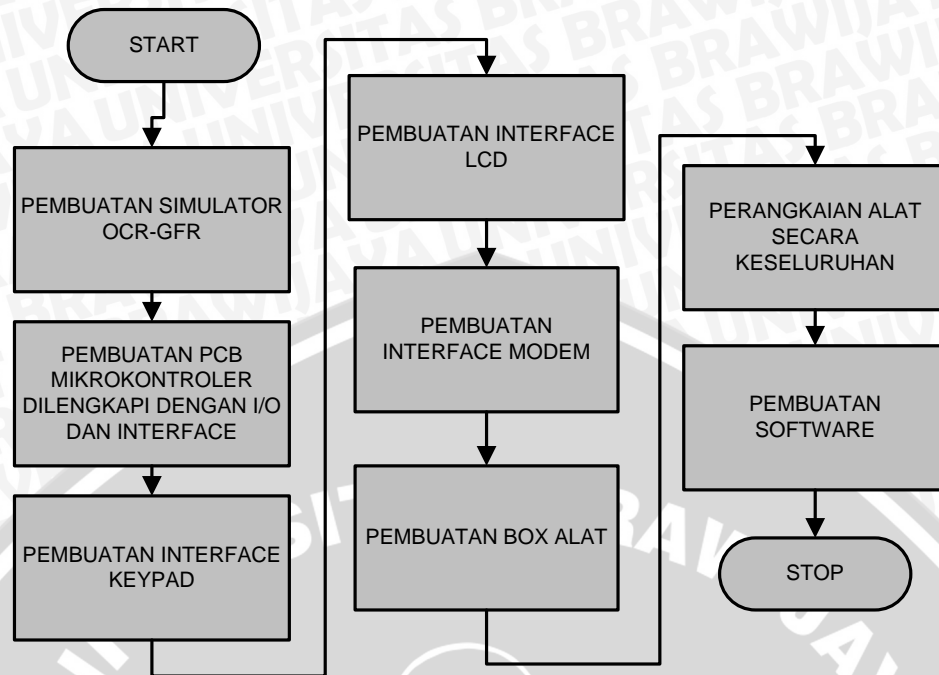 START
PEMBUATAN SIMULATOR
OCR-GFR
PEMBUATAN PCB
MIKROKONTROLER
DILENGKAPI DENGAN I/O
DAN INTERFACE
PEMBUATAN INTERFACE
KEYPAD
PEMBUATAN INTERFACE
LCD
PEMBUATAN
INTERFACE MODEM
PEMBUATAN BOX ALAT
PERANGKAIAN ALAT
SECARA
KESELURUHAN
PEMBUATAN
SOFTWARE
STOP